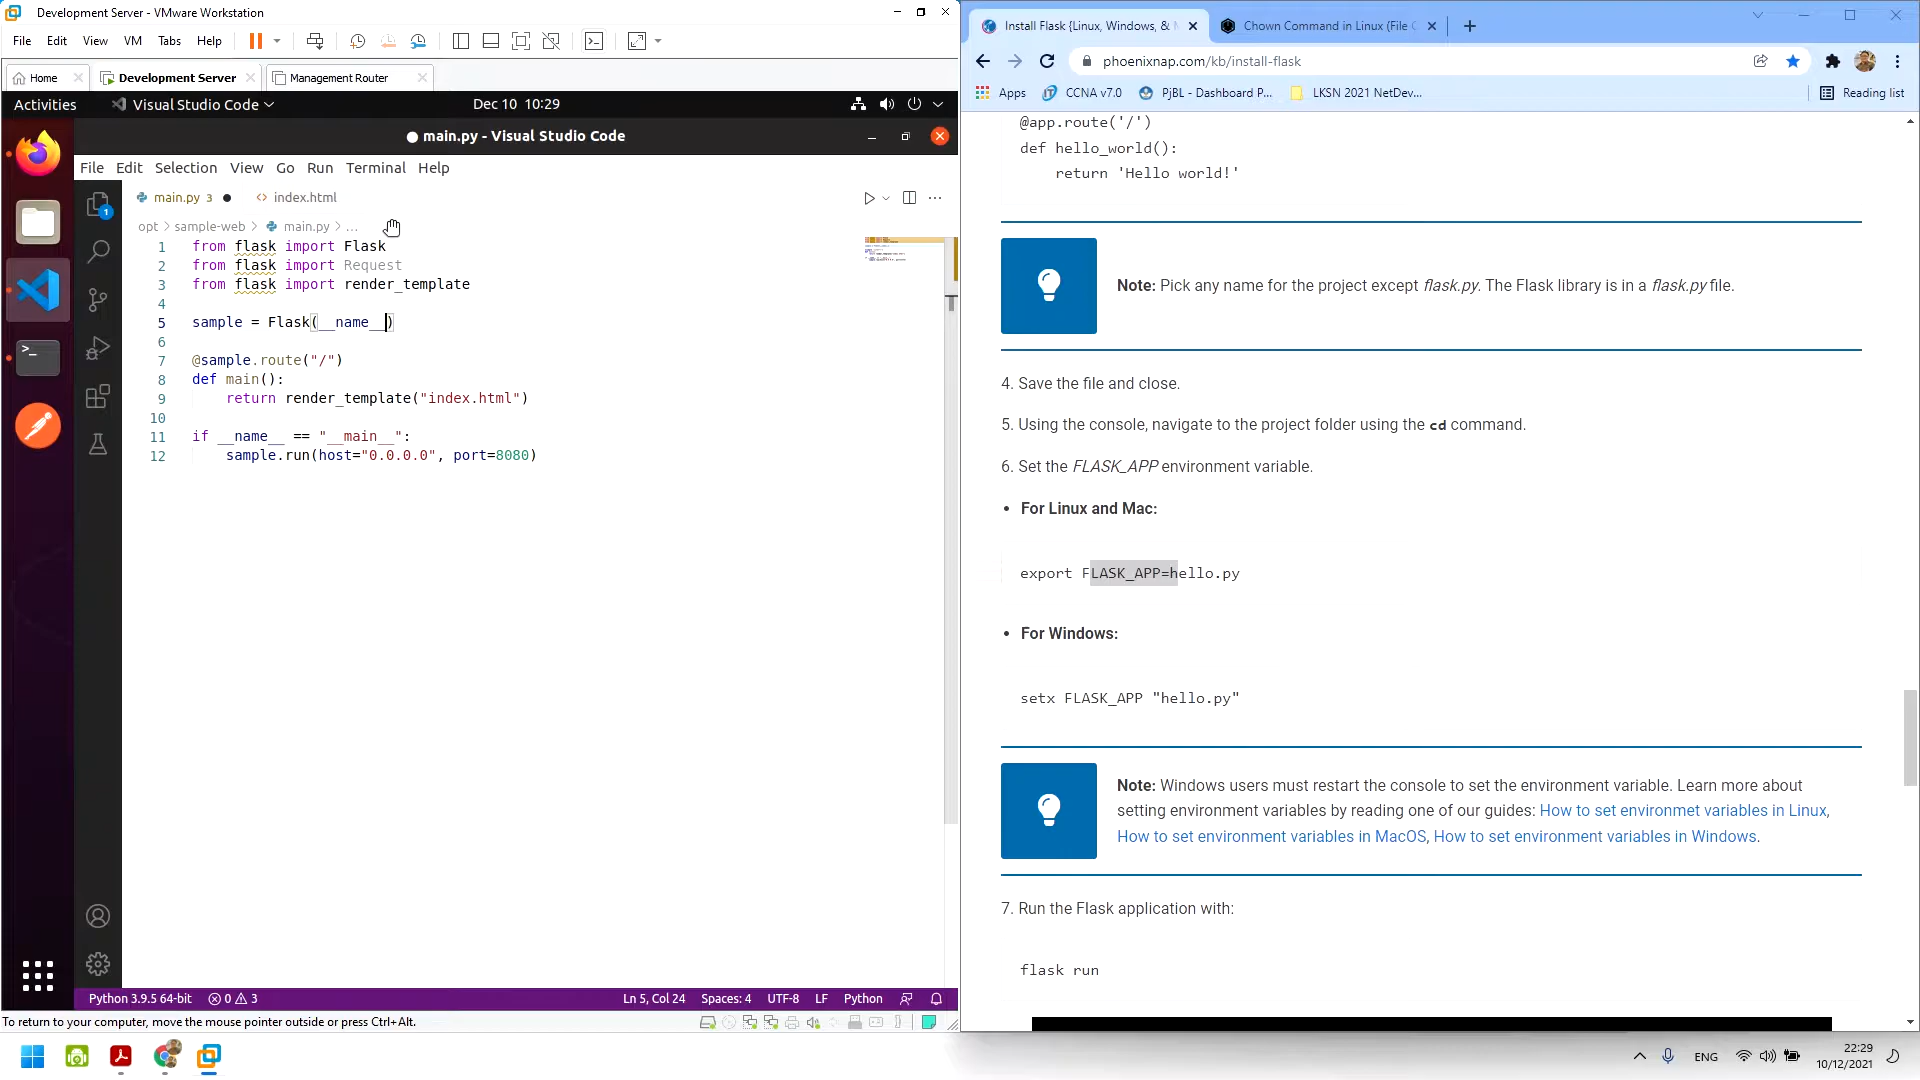 Development Server - VMware Workstation
File Edit View VM Tabs Help
Home Development Server Management Router
Activities Visual Studio Code Dec 10 10:29
main.py - Visual Studio Code
File Edit Selection View Go Run Terminal Help
main.py 3 index.html
opt > sample-web > main.py > ...
1 from flask import Flask
2 from flask import Request
3 from flask import render_template
4
5 sample = Flask(__name__)
6
7 @sample.route("/")
8 def main():
9 return render_template("index.html")
10
11 if __name__ == "__main__":
12 sample.run(host="0.0.0.0", port=8080)
1
Python 3.9.5 64-bit 0 3 Ln 5, Col 24 Spaces: 4 UTF-8 LF Python
To return to your computer, move the mouse pointer outside or press Ctrl+Alt.
Install Flask {Linux, Windows, & Chown Command in Linux (File
phoenixnap.com/kb/install-flask
Apps CCNA v7.0 PjBL - Dashboard P... LKSN 2021 NetDev... Reading list
@app.route('/')
def hello_world():
return 'Hello world!'
Note: Pick any name for the project except flask.py. The Flask library is in a flask.py file.
4. Save the file and close.
5. Using the console, navigate to the project folder using the cd command.
6. Set the FLASK_APP environment variable.
• For Linux and Mac:
export FLASK_APP=hello.py
• For Windows:
setx FLASK_APP "hello.py"
Note: Windows users must restart the console to set the environment variable. Learn more about
setting environment variables by reading one of our guides: How to set environmet variables in Linux,
How to set environment variables in MacOS, How to set environment variables in Windows.
7. Run the Flask application with:
flask run
ENG 22:29
10/12/2021